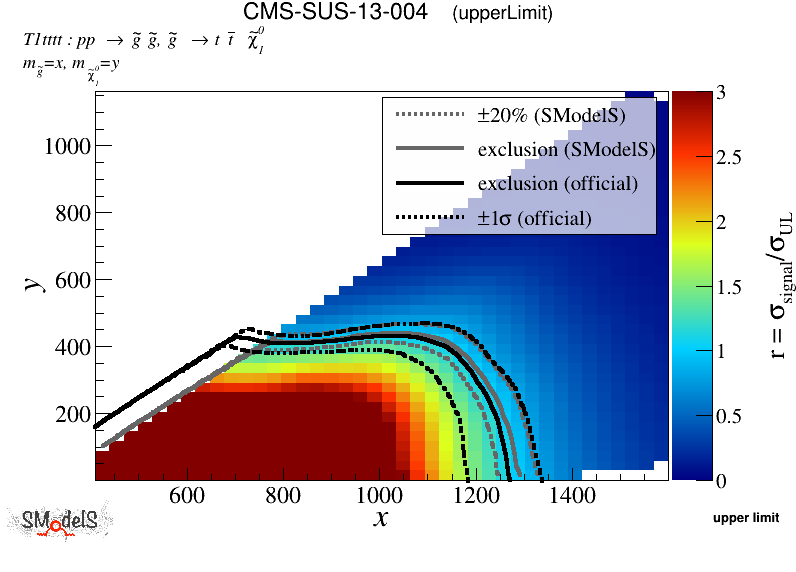 CMS-SUS-13-004 (upperLimit)
T1tttt : pp → g̃ g̃, g̃ → t t̄ χ̃⁰₁
m_g̃=x, m_χ̃⁰₁=y
±20% (SModelS)
exclusion (SModelS)
exclusion (official)
±1σ (official)
1000
800
600
400
200
y
600 800 1000 1200 1400
x
3
2.5
2
1.5
1
0.5
0
r = σ_signal/σ_UL
SModelS
upper limit